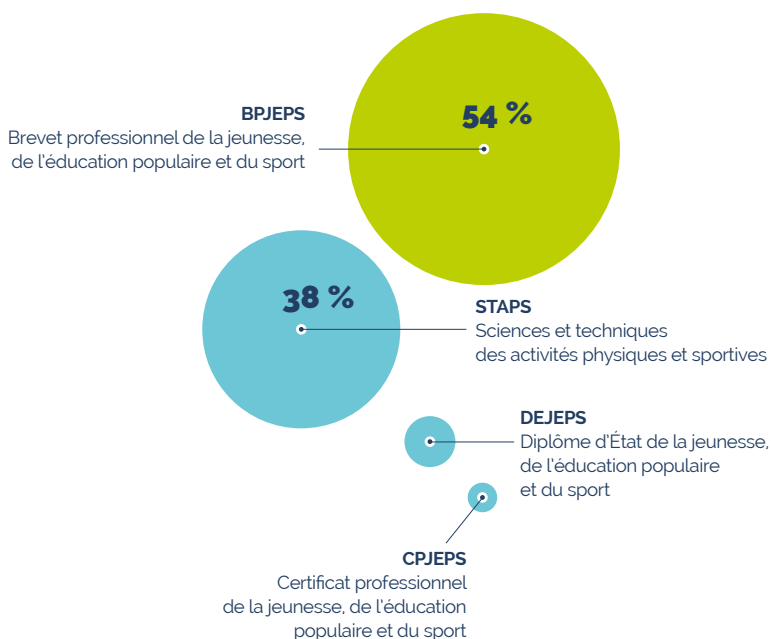 54 %
BPJEPS
Brevet professionnel de la jeunesse,
de l'éducation populaire et du sport
38 %
STAPS
Sciences et techniques
des activités physiques et sportives
DEJEPS
Diplôme d'État de la jeunesse,
de l'éducation populaire
et du sport
CPJEPS
Certificat professionnel
de la jeunesse, de l'éducation
populaire et du sport